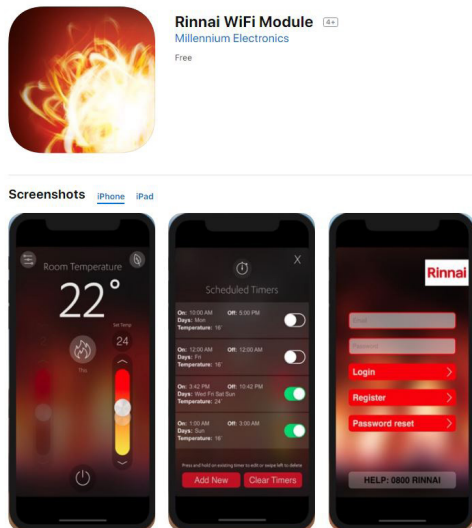 Rinnai WiFi Module 4+
Millennium Electronics
Free
Screenshots iPhone iPad
Room Temperature
22°
Set Temp
24
Scheduled Timers
X
On: 10:00 AM Off: 5:00 PM
Days: Mon
Temperature: 16°
On: 12:00 AM Off: 12:00 AM
Days: Fri
Temperature: 16°
On: 3:42 PM Off: 10:42 PM
Days: Wed Fri Sat Sun
Temperature: 24°
On: 1:00 AM Off: 3:00 AM
Days: Sun
Temperature: 16°
Press and hold on existing timer to edit or swipe left to delete
Add New Clear Timers
Rinnai
Email
Password
Login
Register
Password reset
HELP: 0800 RINNAI